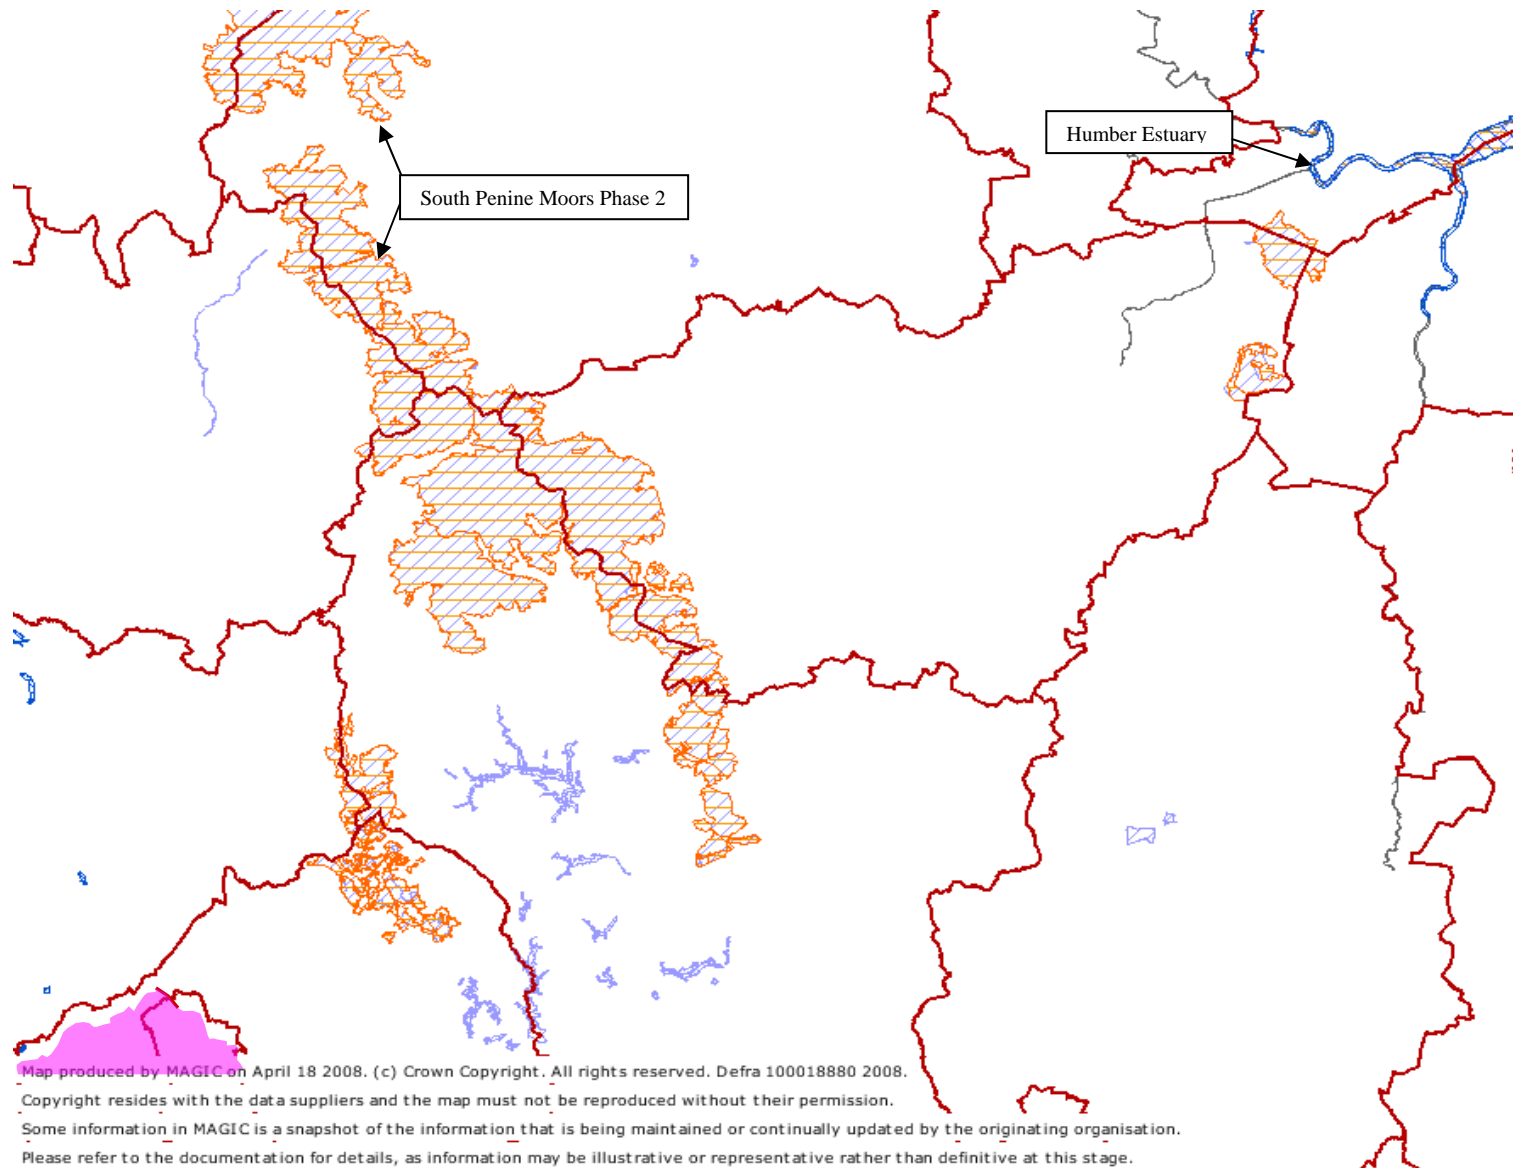 Humber Estuary
South Penine Moors Phase 2
Map produced by MAGIC on April 18 2008. (c) Crown Copyright. All rights reserved. Defra 100018880 2008.
Copyright resides with the data suppliers and the map must not be reproduced without their permission.
Some information in MAGIC is a snapshot of the information that is being maintained or continually updated by the originating organisation.
Please refer to the documentation for details, as information may be illustrative or representative rather than definitive at this stage.